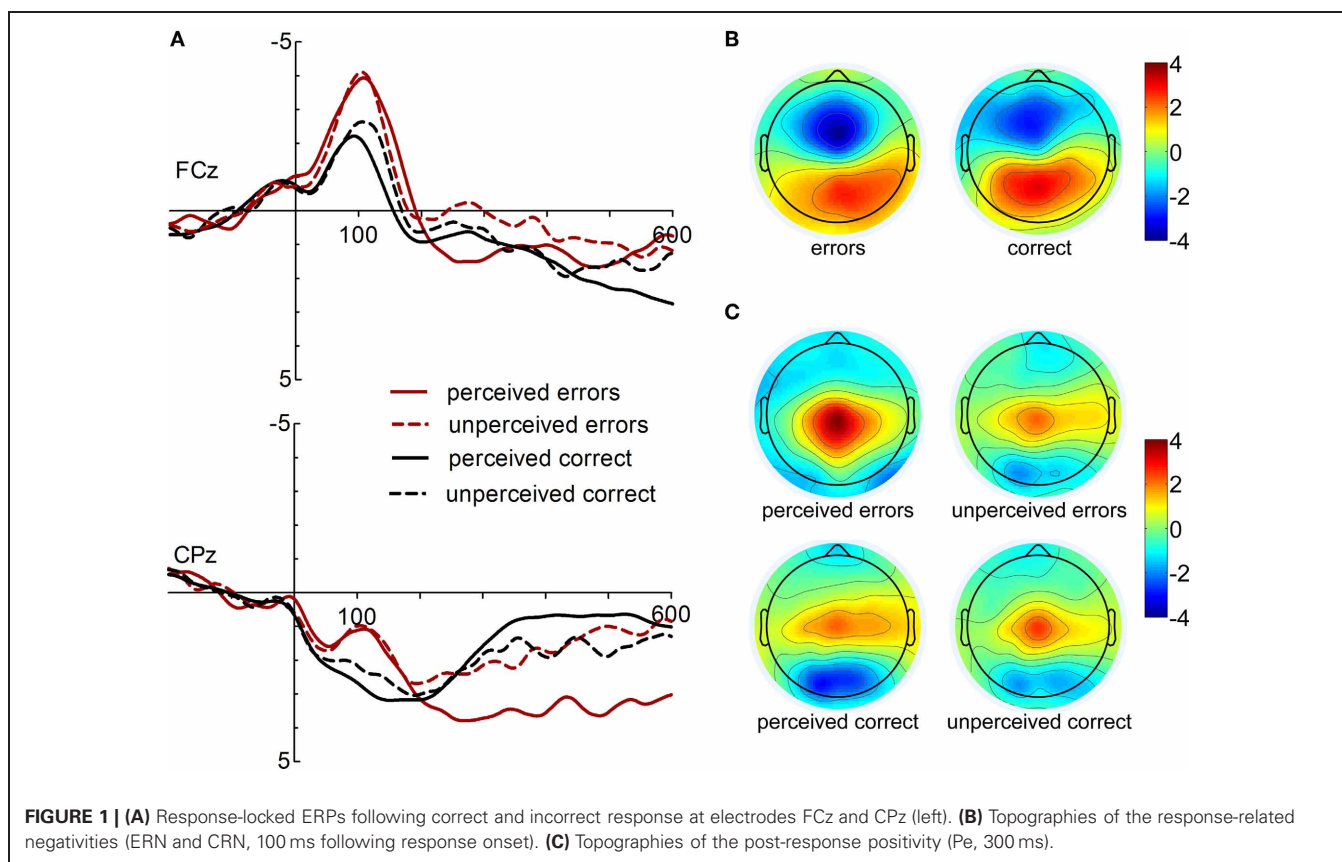 A
-5
FCz
100
600
5
perceived errors
unperceived errors
perceived correct
unperceived correct
-5
CPz
100
600
5
B
errors
correct
4
2
0
-2
-4
C
perceived errors
unperceived errors
perceived correct
unperceived correct
4
2
0
-2
-4
FIGURE 1 | (A) Response-locked ERPs following correct and incorrect response at electrodes FCz and CPz (left). (B) Topographies of the response-related
negativities (ERN and CRN, 100 ms following response onset). (C) Topographies of the post-response positivity (Pe, 300 ms).